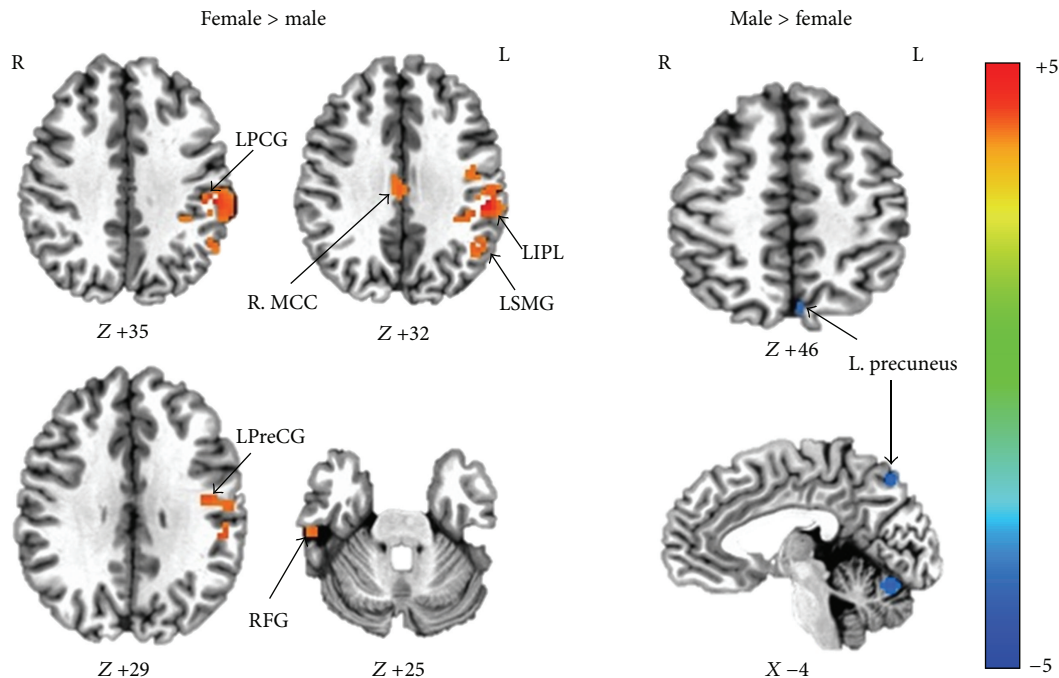 Female > male
R
L
LPCG
R. MCC
LIPL
LSMG
Z +35
Z +32
LPreCG
RFG
Z +29
Z +25
Male > female
R
L
Z +46
L. precuneus
X −4
+5
−5